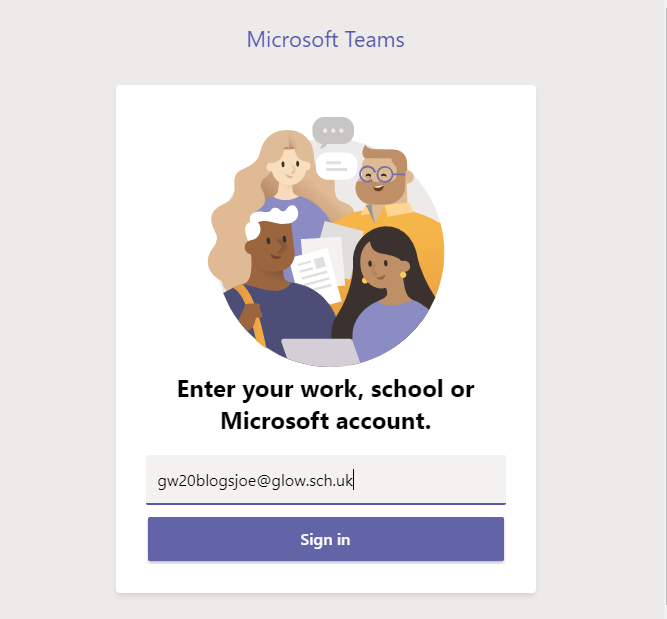 Microsoft Teams
Enter your work, school or
Microsoft account.
gw20blogsjoe@glow.sch.uk
Sign in